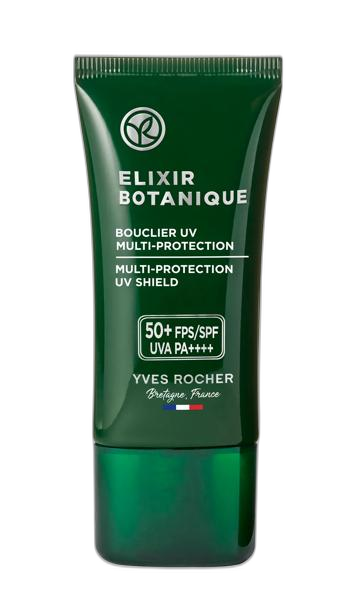 ELIXIR
BOTANIQUE
BOUCLIER UV
MULTI-PROTECTION
MULTI-PROTECTION
UV SHIELD
50+ FPS/SPF
UVA PA++++
YVES ROCHER
Bretagne, France